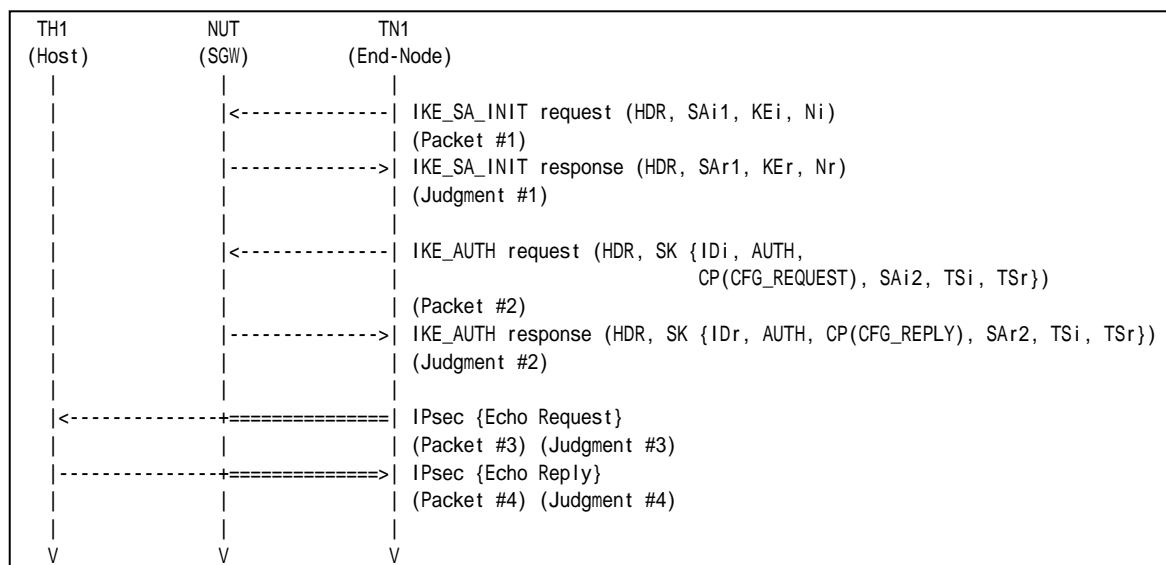 TH1 NUT TN1
(Host) (SGW) (End-Node)
| | |
| |<--------------| IKE_SA_INIT request (HDR, SAi1, KEi, Ni)
| | | (Packet #1)
| |-------------->| IKE_SA_INIT response (HDR, SAr1, KEr, Nr)
| | | (Judgment #1)
| | |
| |<--------------| IKE_AUTH request (HDR, SK {IDi, AUTH,
| | | CP(CFG_REQUEST), SAi2, TSi, TSr})
| | | (Packet #2)
| |-------------->| IKE_AUTH response (HDR, SK {IDr, AUTH, CP(CFG_REPLY), SAr2, TSi, TSr})
| | | (Judgment #2)
| | |
|<--------------+===============| IPsec {Echo Request}
| | | (Packet #3) (Judgment #3)
|---------------+==============>| IPsec {Echo Reply}
| | | (Packet #4) (Judgment #4)
| | |
V V V